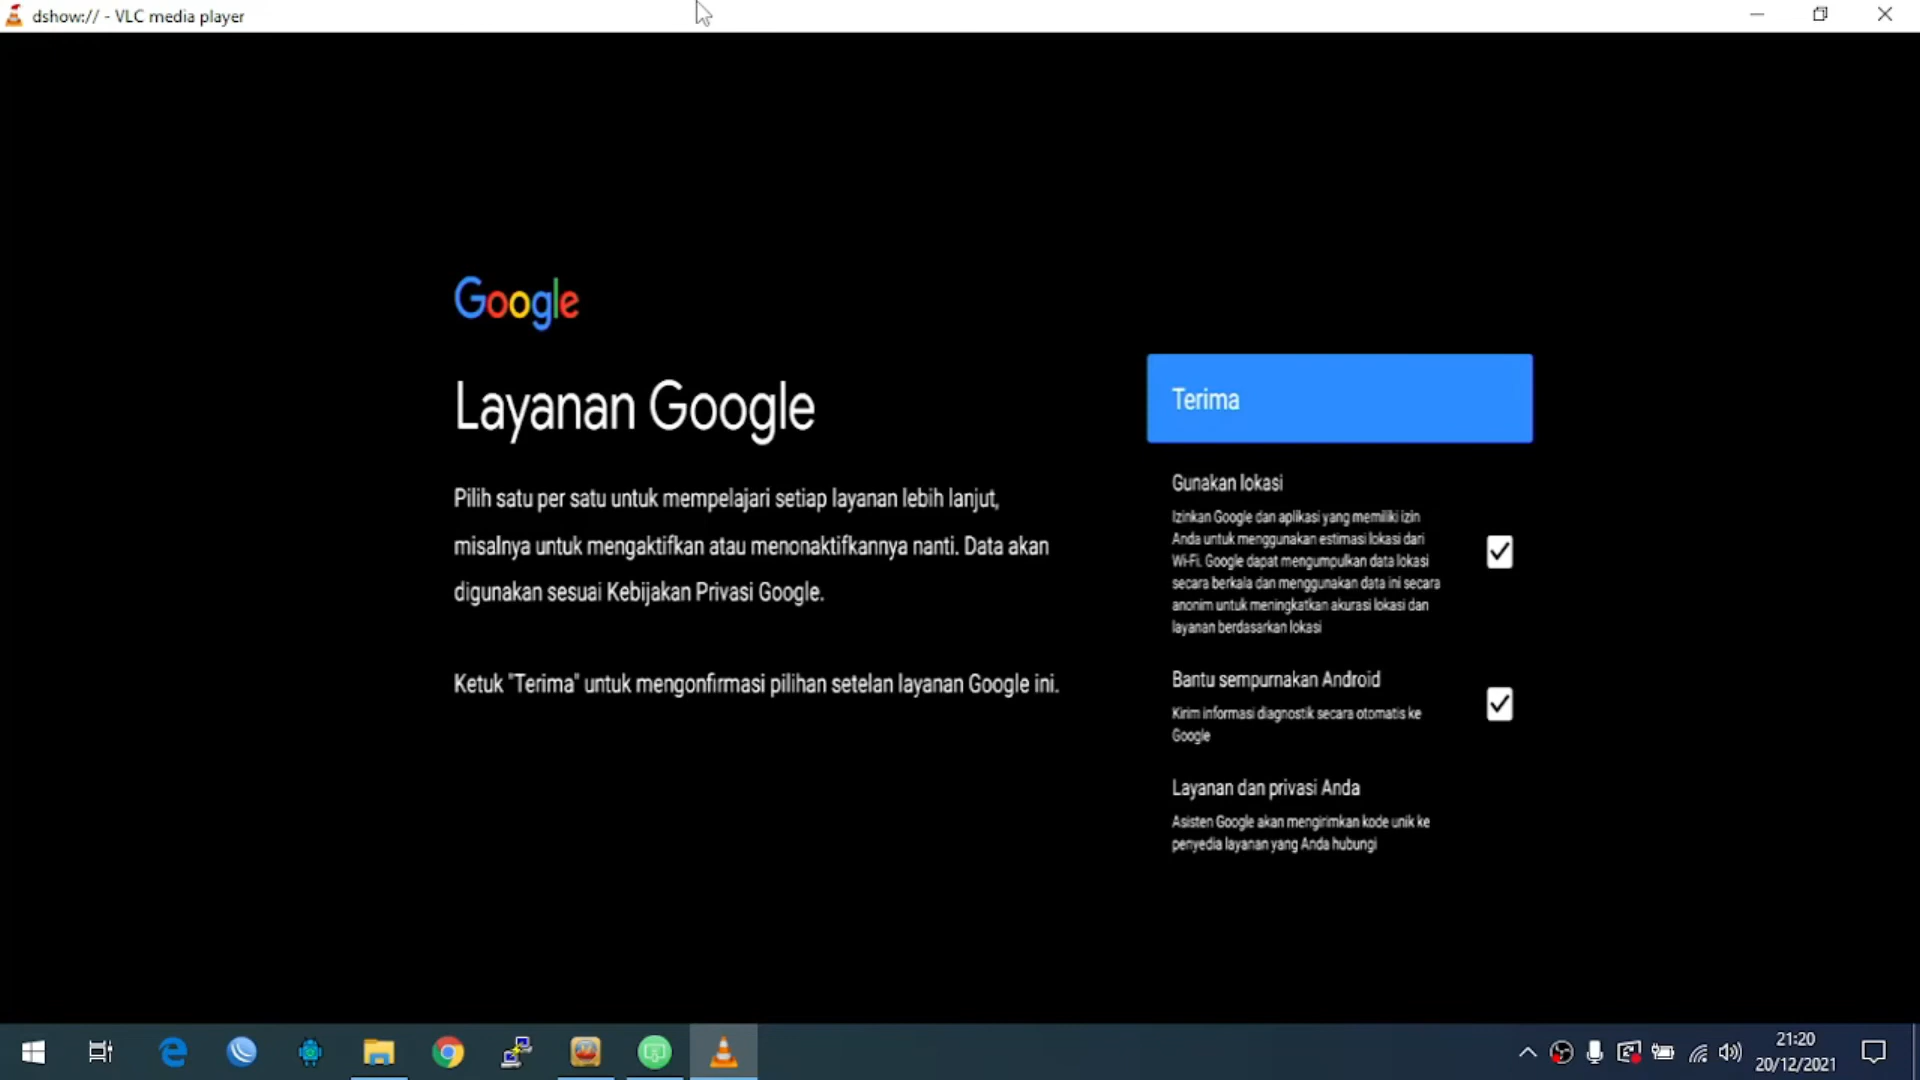 dshow:// - VLC media player
Google
Layanan Google
Pilih satu per satu untuk mempelajari setiap layanan lebih lanjut,
misalnya untuk mengaktifkan atau menonaktifkannya nanti. Data akan
digunakan sesuai Kebijakan Privasi Google.
Ketuk "Terima" untuk mengonfirmasi pilihan setelan layanan Google ini.
Terima
Gunakan lokasi
Izinkan Google dan aplikasi yang memiliki izin
Anda untuk menggunakan estimasi lokasi dari
Wi-Fi. Google dapat mengumpulkan data lokasi
secara berkala dan menggunakan data ini secara
anonim untuk meningkatkan akurasi lokasi dan
layanan berdasarkan lokasi
Bantu sempurnakan Android
Kirim informasi diagnostik secara otomatis ke
Google
Layanan dan privasi Anda
Asisten Google akan mengirimkan kode unik ke
penyedia layanan yang Anda hubungi
21:20
20/12/2021